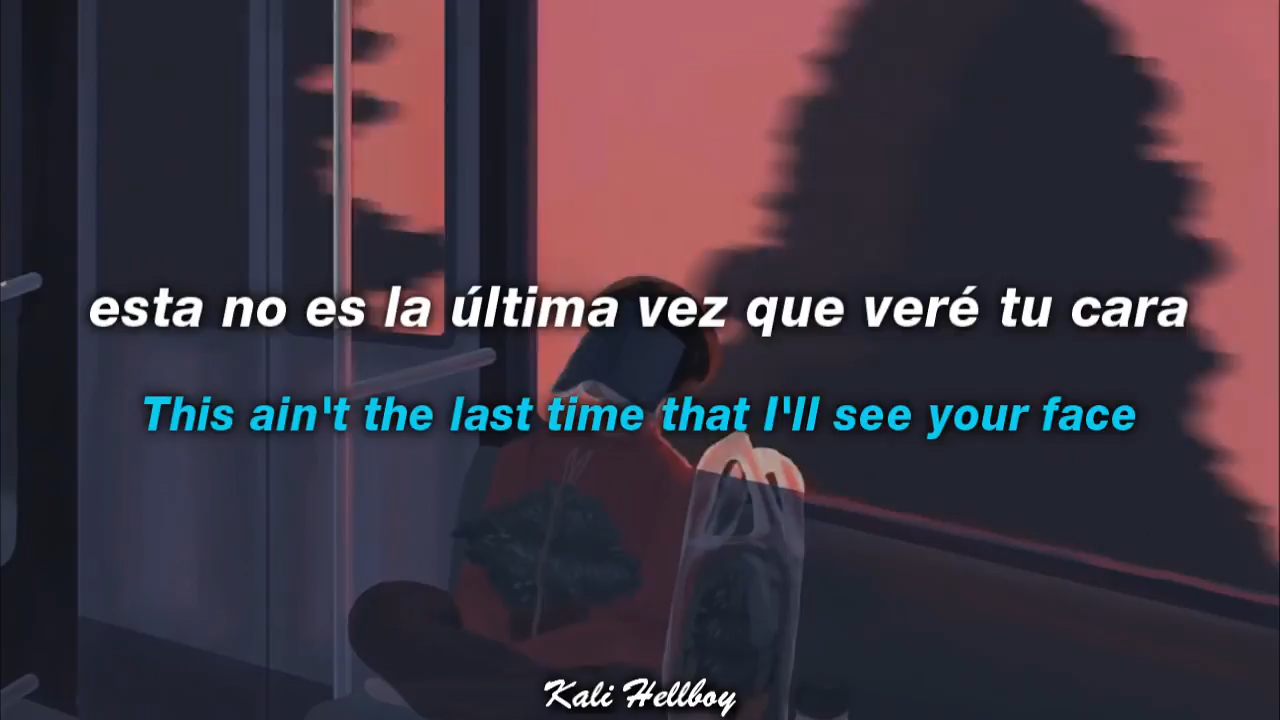 esta no es la última vez que veré tu cara
This ain't the last time that I'll see your face
Kali Hellboy